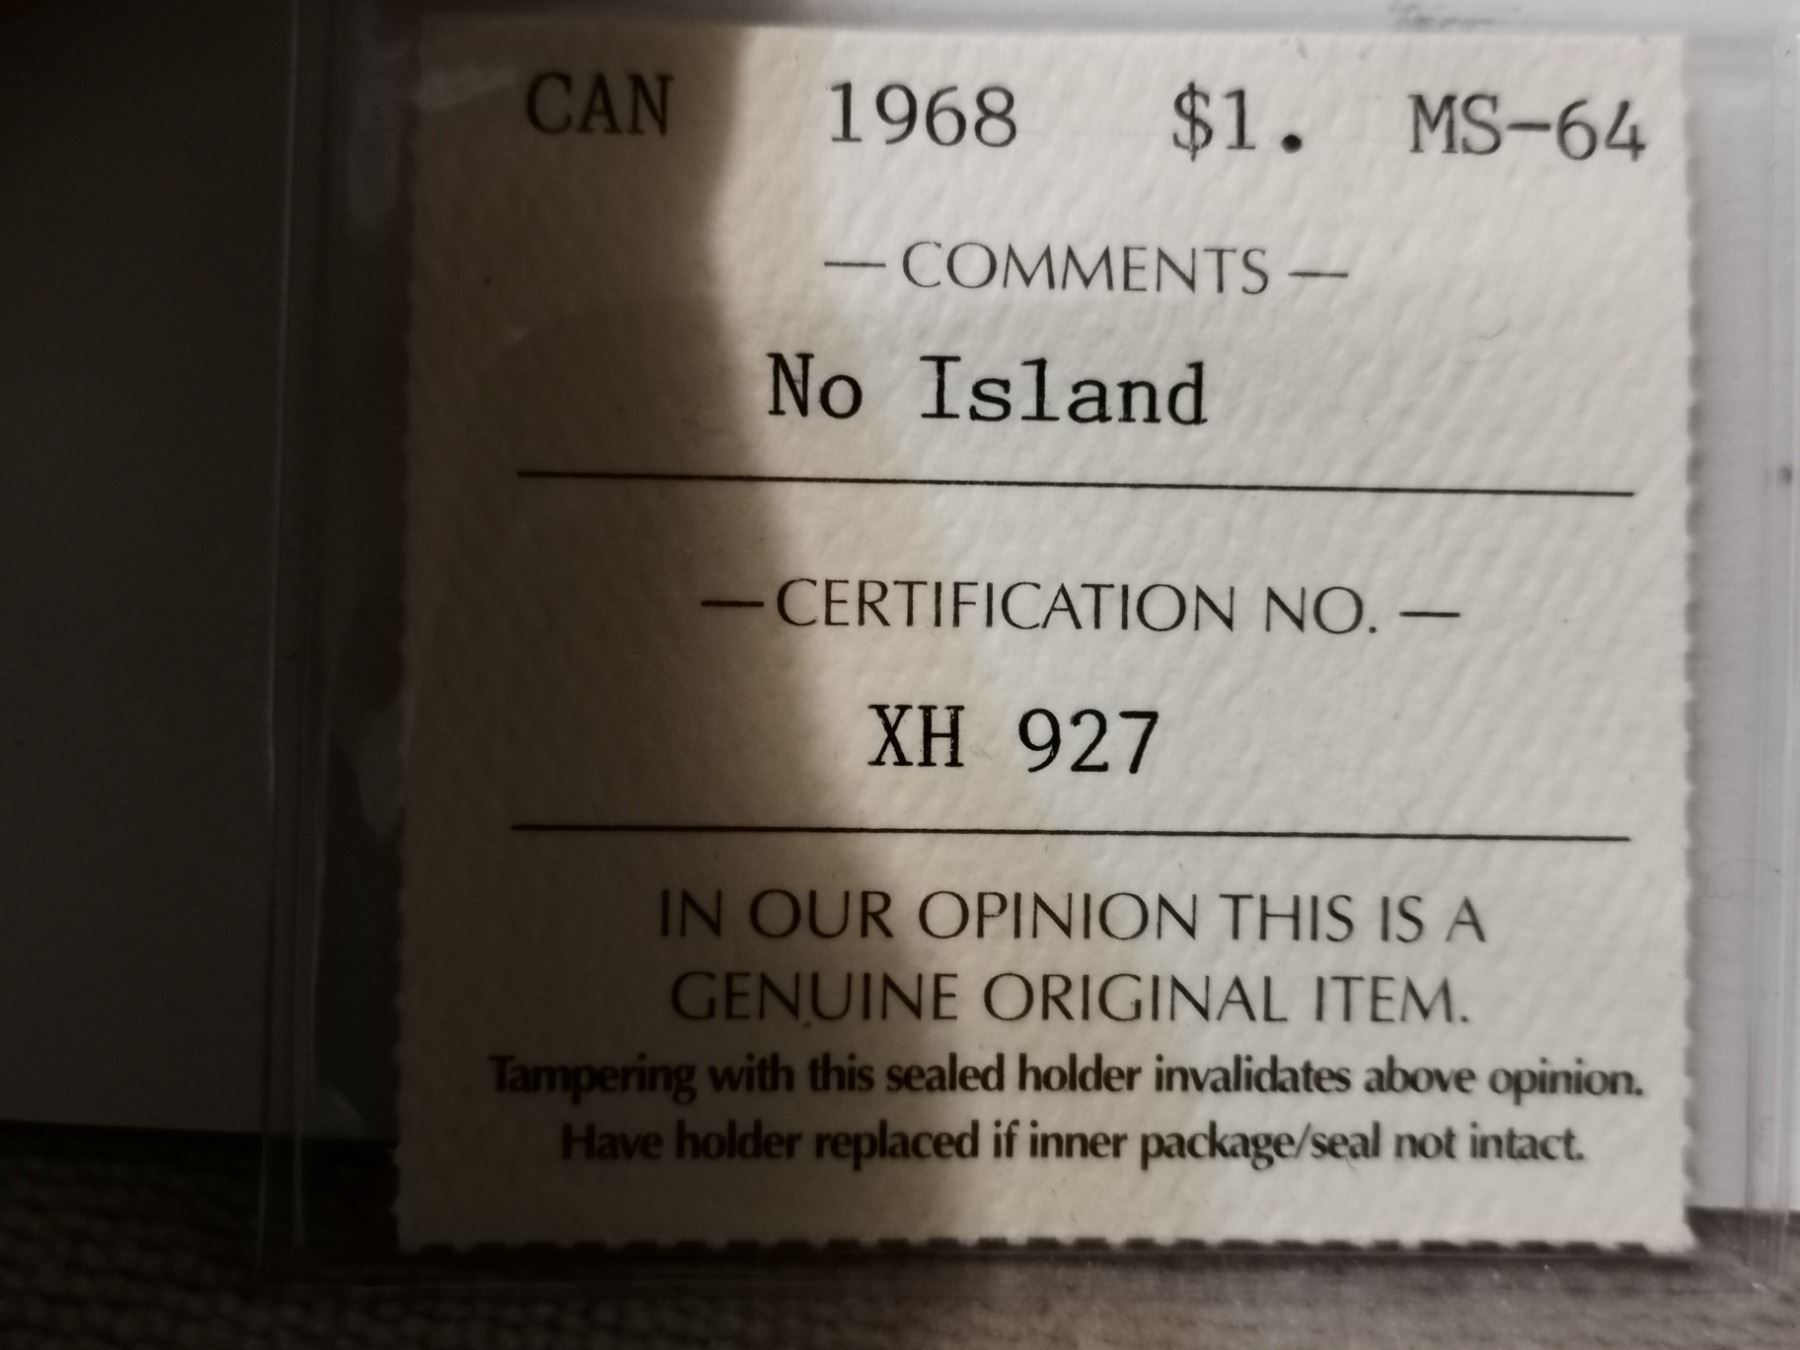 CAN 1968 $1. MS-64
— COMMENTS —
No Island
— CERTIFICATION NO. —
XH 927
IN OUR OPINION THIS IS A
GENUINE ORIGINAL ITEM.
Tampering with this sealed holder invalidates above opinion.
Have holder replaced if inner package/seal not intact.